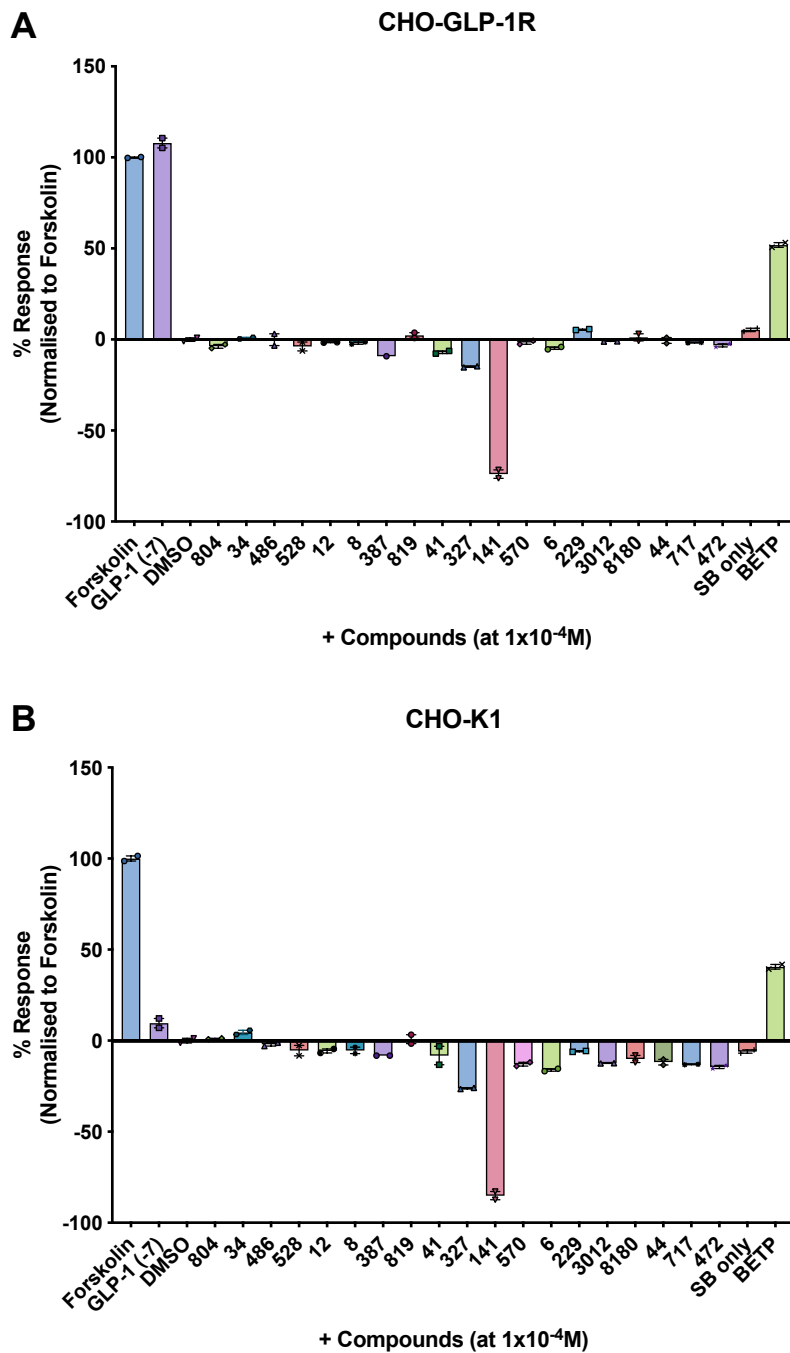 A
CHO-GLP-1R
% Response
(Normalised to Forskolin)
150
100
50
0
-50
-100
Forskolin
GLP-1 (-7)
DMSO
804
34
486
528
12
8
387
819
41
327
141
570
6
229
3012
8180
44
717
472
SB only
BETP
+ Compounds (at 1x10⁻⁴M)
B
CHO-K1
% Response
(Normalised to Forskolin)
150
100
50
0
-50
-100
Forskolin
GLP-1 (-7)
DMSO
804
34
486
528
12
8
387
819
41
327
141
570
6
229
3012
8180
44
717
472
SB only
BETP
+ Compounds (at 1x10⁻⁴M)